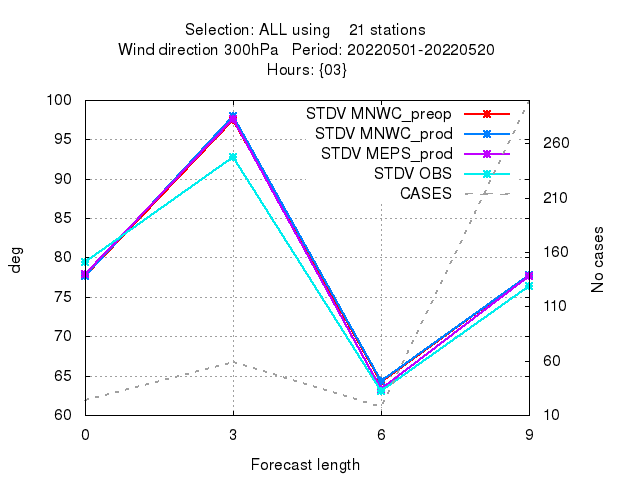 Selection: ALL using    21 stations
Wind direction 300hPa   Period: 20220501-20220520
Hours: {03}
STDV MNWC_preop
STDV MNWC_prod
STDV MEPS_prod
STDV OBS
CASES
100
95
90
85
80
75
70
65
60
deg
260
210
160
110
60
10
No cases
0 3 6 9
Forecast length